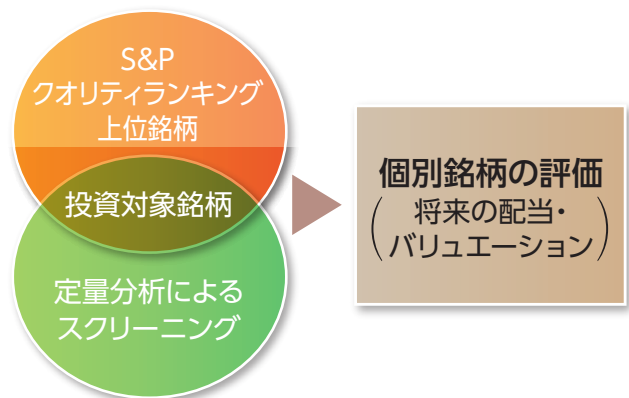 S&P
クオリティランキング
上位銘柄
投資対象銘柄
定量分析による
スクリーニング
個別銘柄の評価
(将来の配当・
バリュエーション)